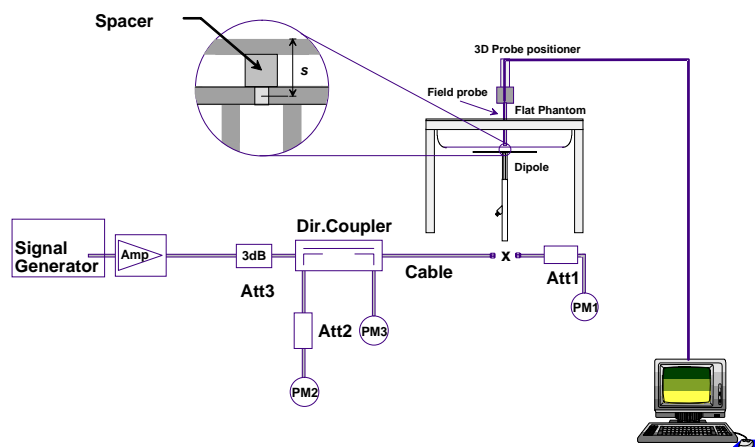 Spacer
s
3D Probe positioner
Field probe
Flat Phantom
Dipole
Signal
Generator
Amp
3dB
Att3
Dir.Coupler
Cable
X
Att1
PM1
Att2
PM3
PM2